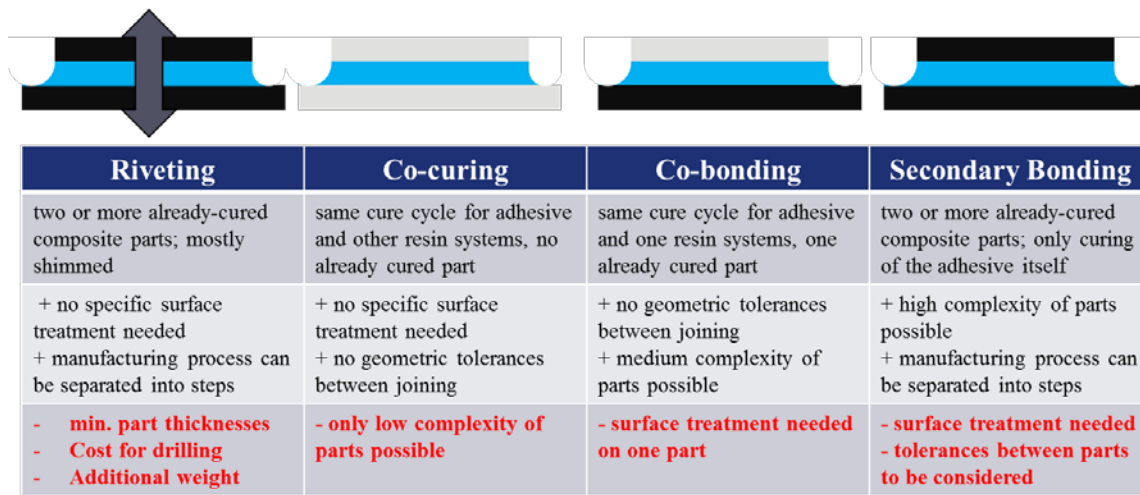 Riveting
Co-curing
Co-bonding
Secondary Bonding
two or more already-cured
composite parts; mostly
shimmed
same cure cycle for adhesive
and other resin systems, no
already cured part
same cure cycle for adhesive
and one resin systems, one
already cured part
two or more already-cured
composite parts; only curing
of the adhesive itself
+ no specific surface
treatment needed
+ manufacturing process can
be separated into steps
+ no specific surface
treatment needed
+ no geometric tolerances
between joining
+ no geometric tolerances
between joining
+ medium complexity of
parts possible
+ high complexity of parts
possible
+ manufacturing process can
be separated into steps
- min. part thicknesses
- Cost for drilling
- Additional weight
- only low complexity of
parts possible
- surface treatment needed
on one part
- surface treatment needed
- tolerances between parts
to be considered